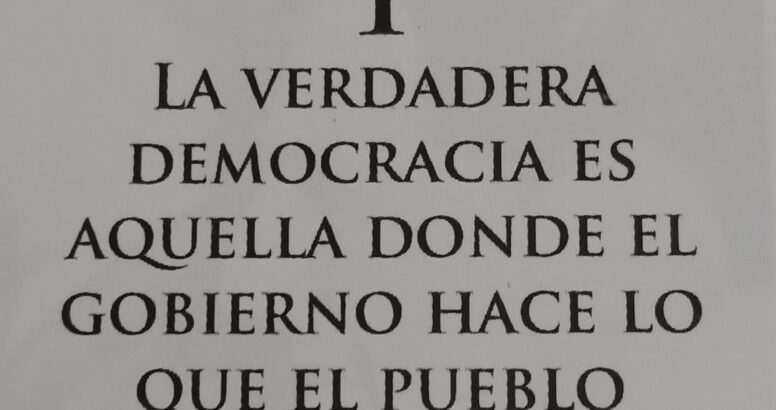 LA VERDADERA
DEMOCRACIA ES
AQUELLA DONDE EL
GOBIERNO HACE LO
QUE EL PUEBLO